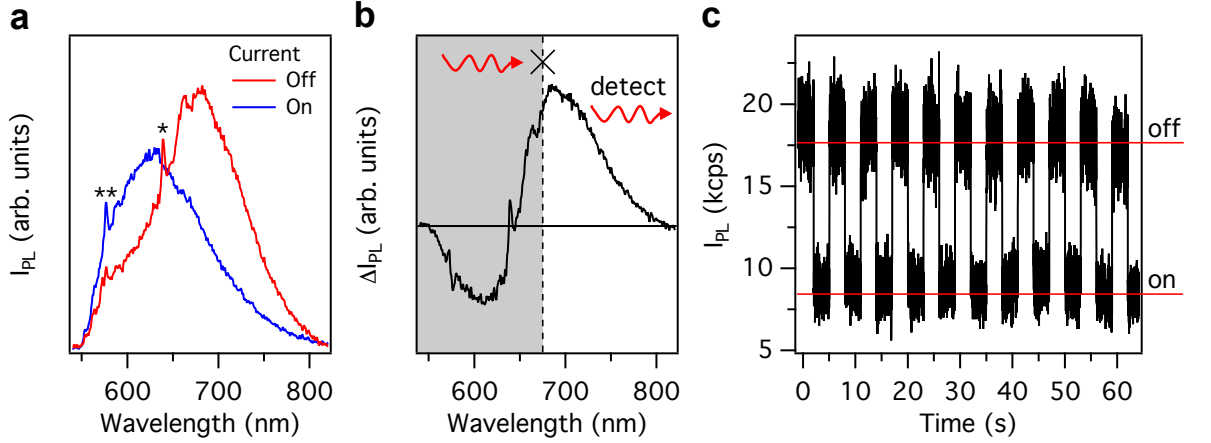 a
Current
Off
On
*
**
I_PL (arb. units)
600
700
800
Wavelength (nm)
b
detect
ΔI_PL (arb. units)
600
700
800
Wavelength (nm)
c
20
15
10
5
off
on
I_PL (kcps)
0
10
20
30
40
50
60
Time (s)